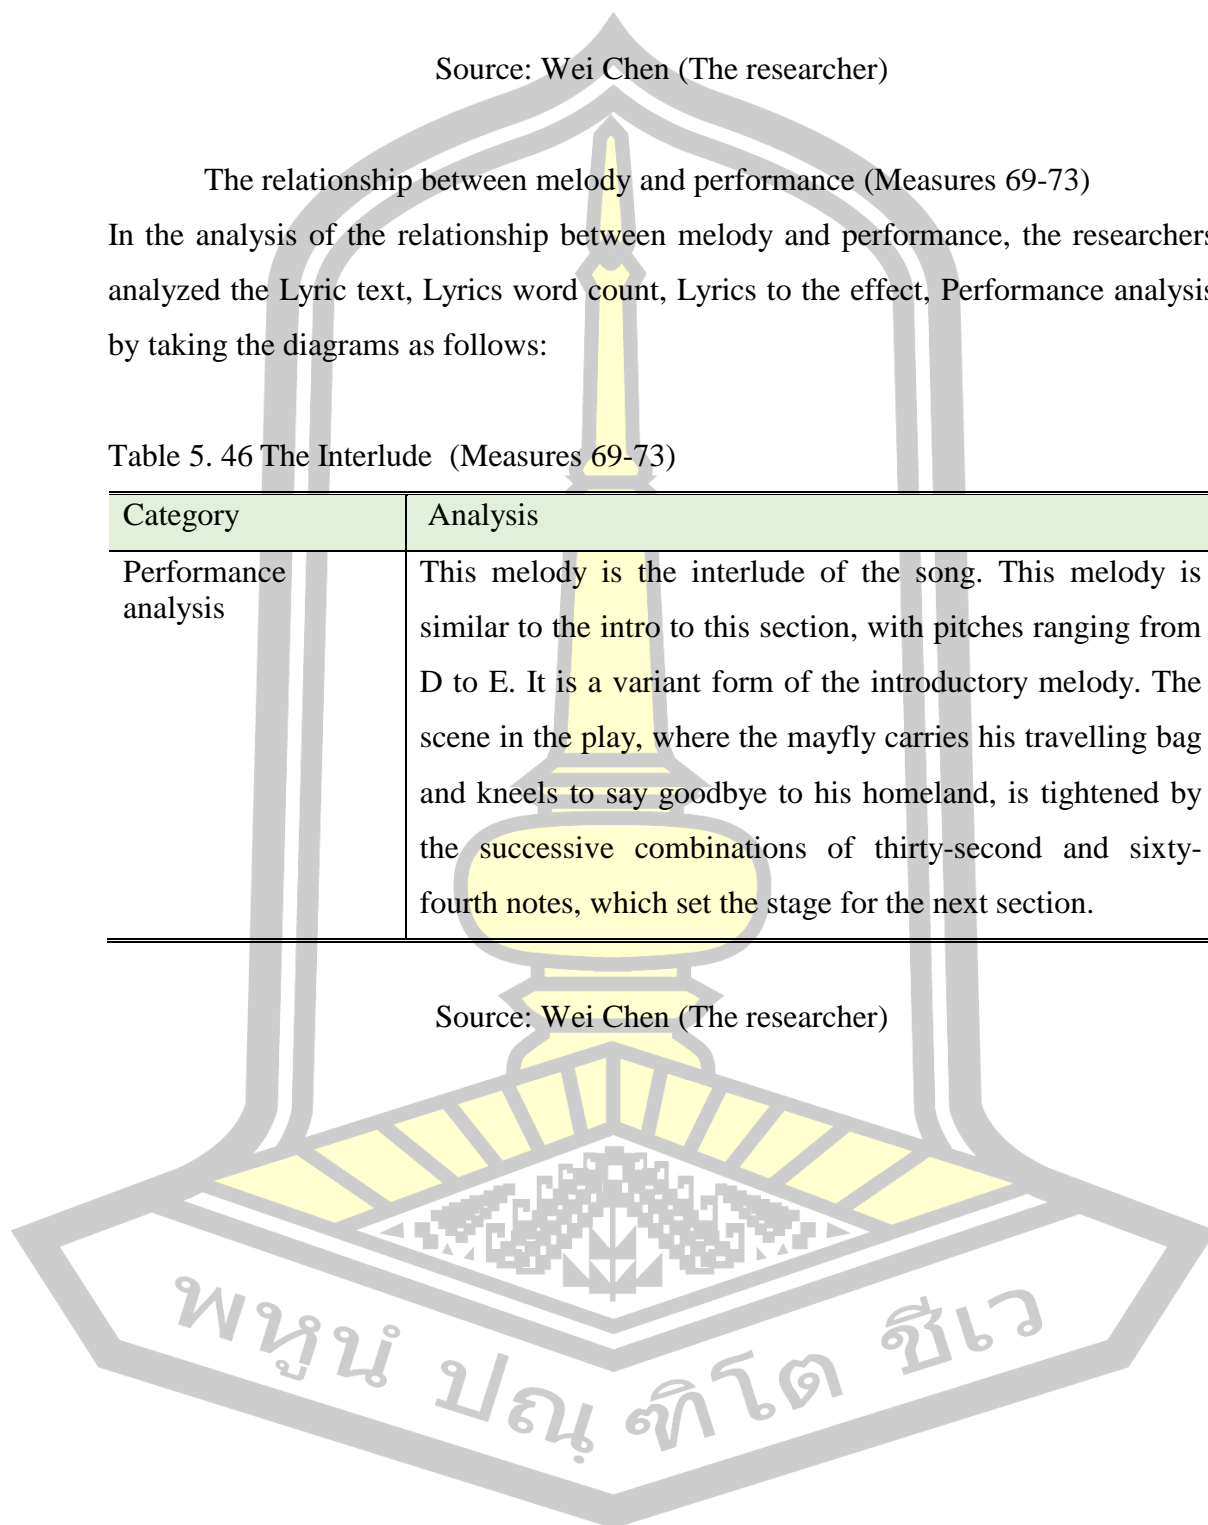 Source: Wei Chen (The researcher)
The relationship between melody and performance (Measures 69-73)
In the analysis of the relationship between melody and performance, the researchers
analyzed the Lyric text, Lyrics word count, Lyrics to the effect, Performance analysis
by taking the diagrams as follows:
Table 5. 46 The Interlude (Measures 69-73)
Category Analysis
Performance
analysis
This melody is the interlude of the song. This melody is
similar to the intro to this section, with pitches ranging from
D to E. It is a variant form of the introductory melody. The
scene in the play, where the mayfly carries his travelling bag
and kneels to say goodbye to his homeland, is tightened by
the successive combinations of thirty-second and sixty-
fourth notes, which set the stage for the next section.
Source: Wei Chen (The researcher)
พหูนํ ปณฺฑิโต ชีเว